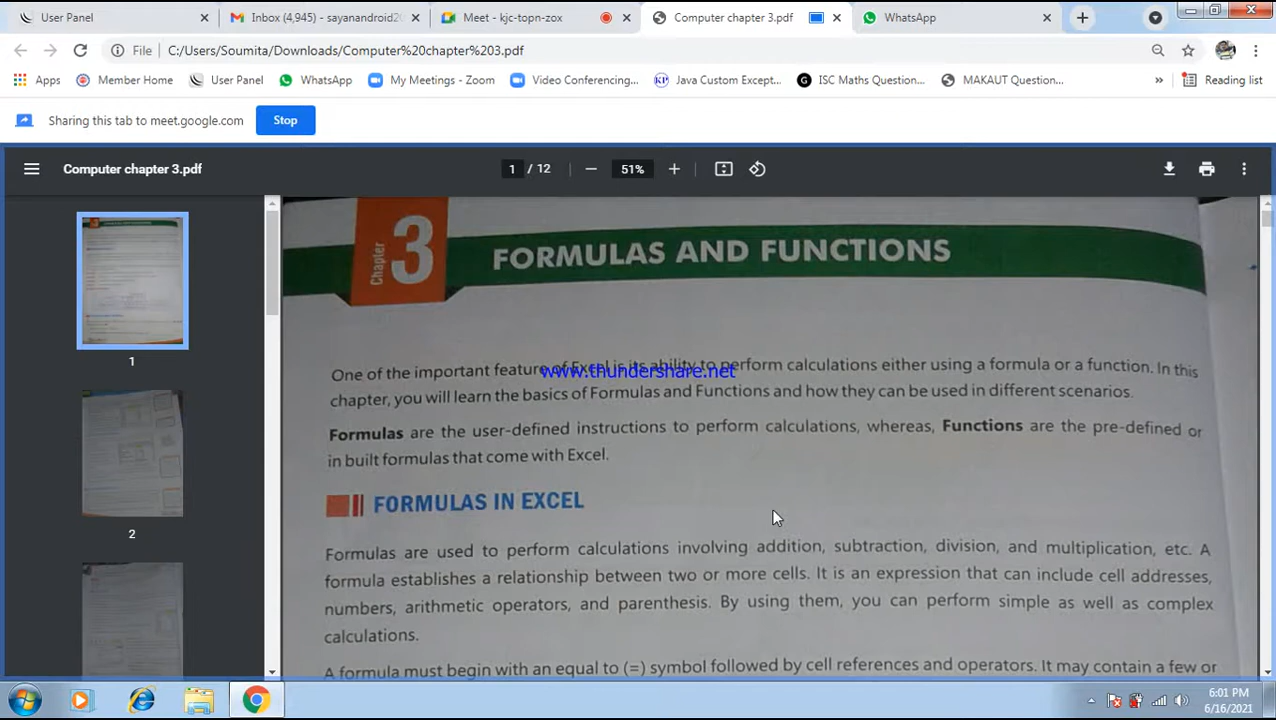 User Panel
Inbox (4,945) - sayanandroid2
Meet - kjc-topn-zox
Computer chapter 3.pdf
WhatsApp
File
C:/Users/Soumita/Downloads/Computer%20chapter%203.pdf
Apps
Member Home
User Panel
WhatsApp
My Meetings - Zoom
Video Conferencing...
Java Custom Except...
ISC Maths Question...
MAKAUT Question...
»
Reading list
Sharing this tab to meet.google.com
Stop
Computer chapter 3.pdf
1 / 12
51%
1
2
Chapter
3
FORMULAS AND FUNCTIONS
One of the important feature of Excel is its ability to perform calculations either using a formula or a function. In this
www.thundershare.net
chapter, you will learn the basics of Formulas and Functions and how they can be used in different scenarios.
Formulas are the user-defined instructions to perform calculations, whereas, Functions are the pre-defined or
in built formulas that come with Excel.
FORMULAS IN EXCEL
Formulas are used to perform calculations involving addition, subtraction, division, and multiplication, etc. A
formula establishes a relationship between two or more cells. It is an expression that can include cell addresses,
numbers, arithmetic operators, and parenthesis. By using them, you can perform simple as well as complex
calculations.
A formula must begin with an equal to (=) symbol followed by cell references and operators. It may contain a few or
6:01 PM
6/16/2021